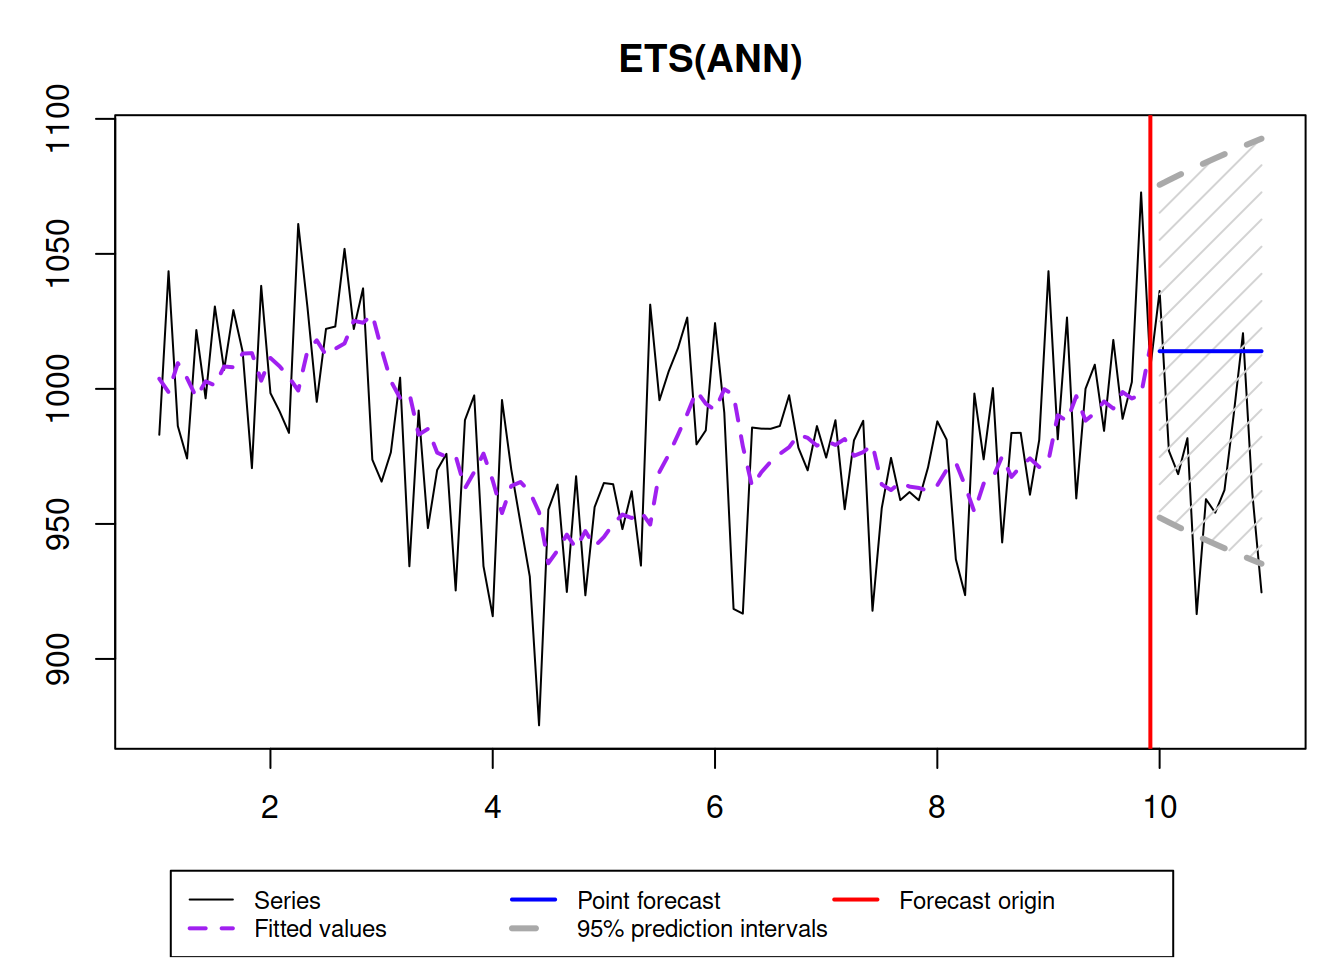 ETS(ANN)
1100
1050
1000
950
900
2 4 6 8 10
Series Point forecast Forecast origin
Fitted values 95% prediction intervals